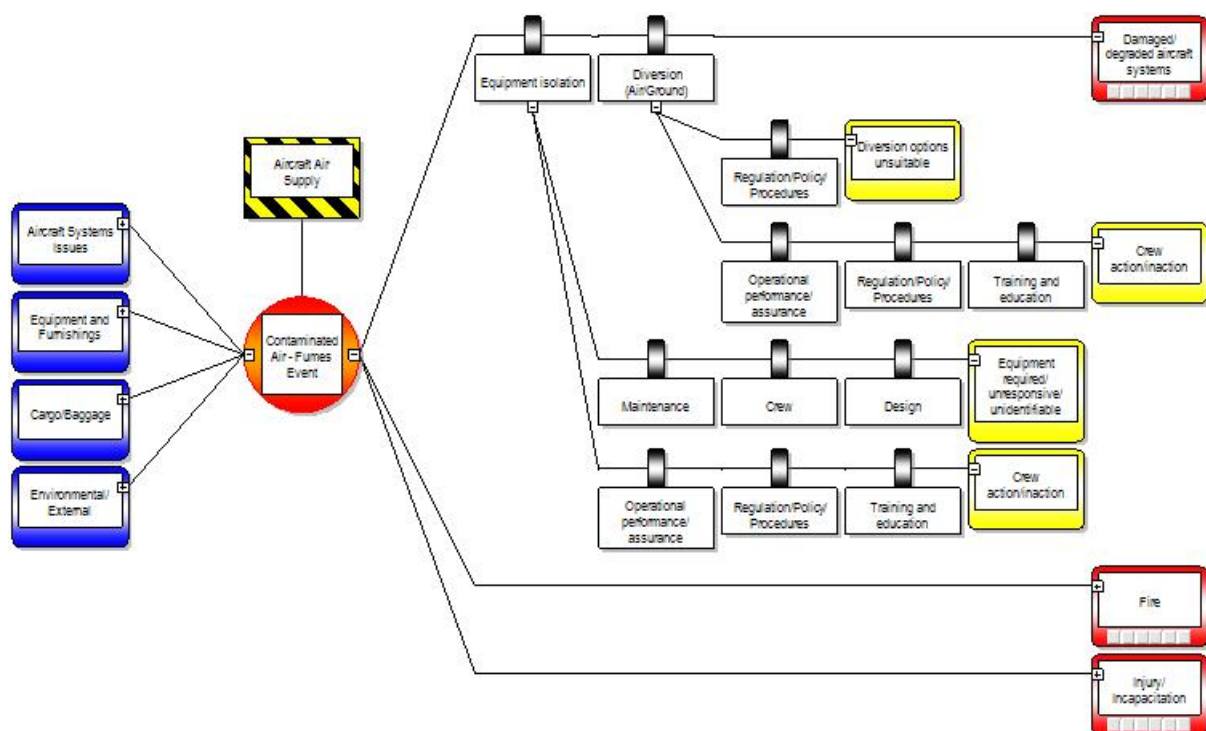 Equipment isolation
Diversion
(Air/Ground)
Damaged/
degraded aircraft
systems
Aircraft Air
Supply
Regulation/Policy/
Procedures
Diversion options
unsuitable
Aircraft Systems
Issues
Operational
performance/
assurance
Regulation/Policy/
Procedures
Training and
education
Crew
action/inaction
Equipment and
Furnishings
Contaminated
Air - Fumes
Event
Maintenance
Crew
Design
Equipment
required/
unresponsive/
unidentifiable
Cargo/Baggage
Environmental/
External
Operational
performance/
assurance
Regulation/Policy/
Procedures
Training and
education
Crew
action/inaction
Fire
Injury/
Incapacitation